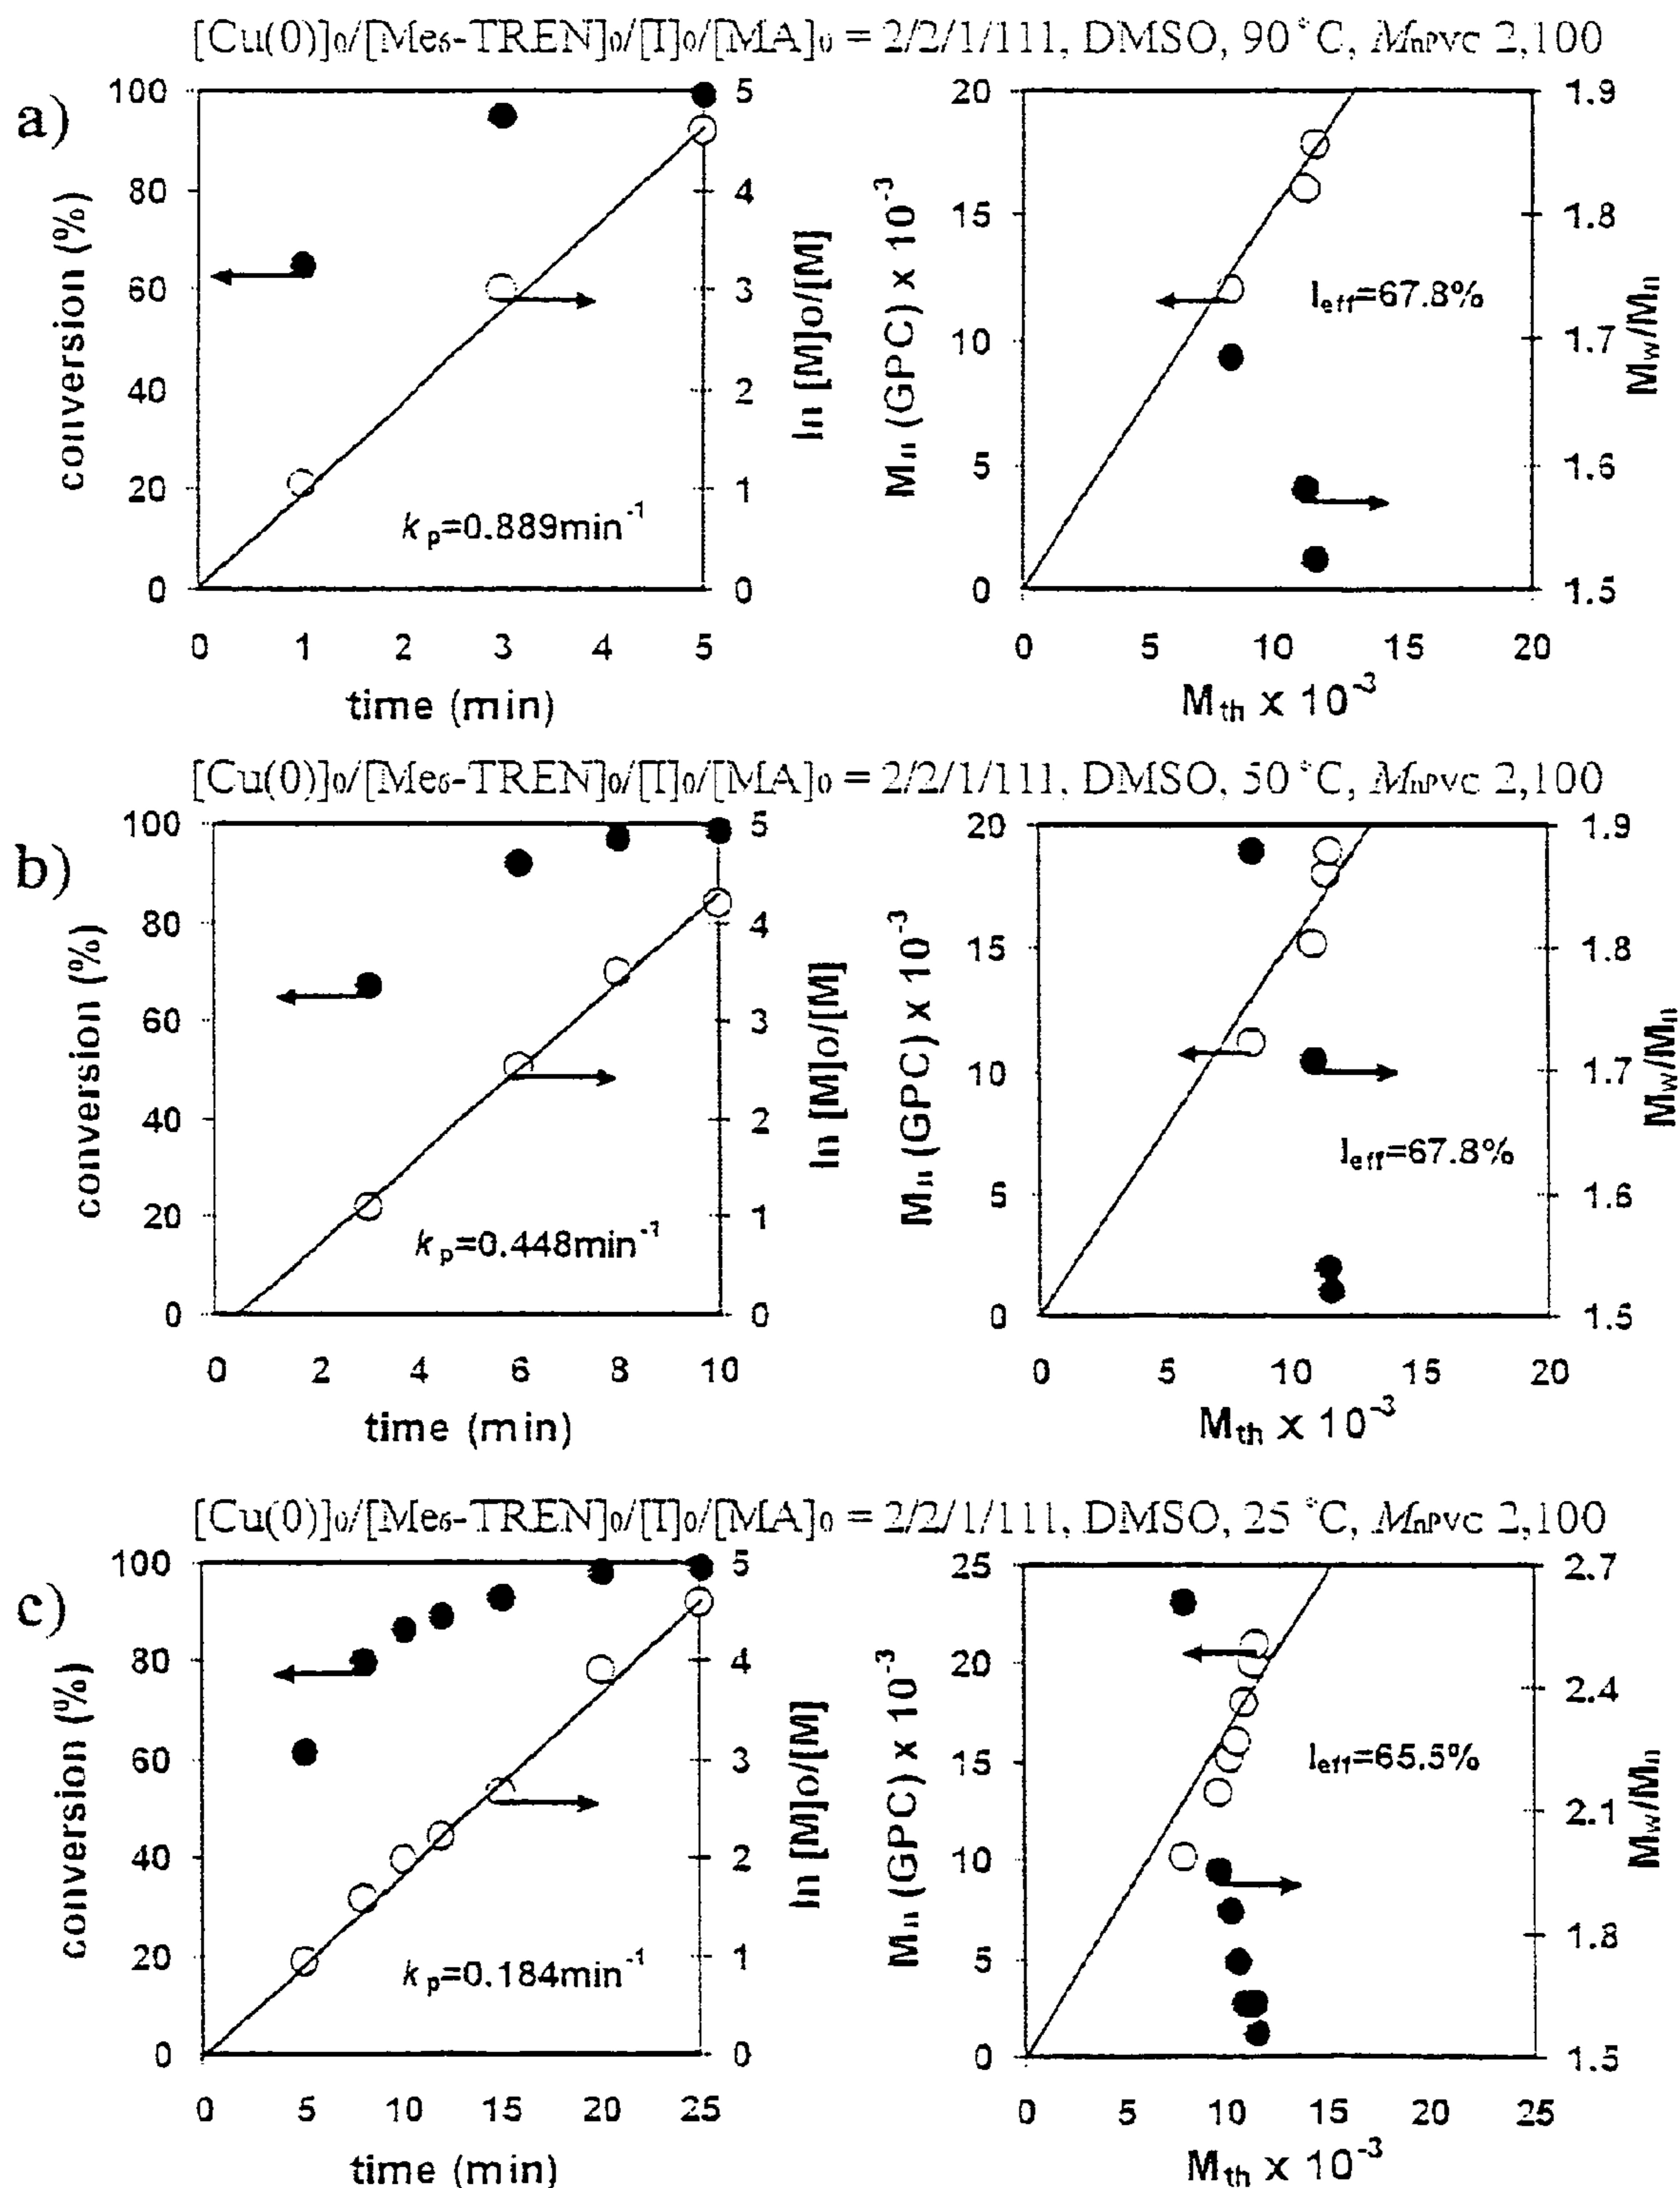 [Cu(0)]₀/[Me₆-TREN]₀/[I]₀/[MA]₀ = 2/2/1/111, DMSO, 90 °C, MnPVC 2,100
a)
100
80
60
40
20
0
conversion (%)
5
4
3
2
1
0
ln [M]o/[M]
kp=0.889min⁻¹
0 1 2 3 4 5
time (min)
20
15
10
5
0
Mn (GPC) x 10⁻³
1.9
1.8
1.7
1.6
1.5
Mw/Mn
Ieff=67.8%
0 5 10 15 20
Mth x 10⁻³
[Cu(0)]₀/[Me₆-TREN]₀/[I]₀/[MA]₀ = 2/2/1/111, DMSO, 50 °C, MnPVC 2,100
b)
100
80
60
40
20
0
conversion (%)
5
4
3
2
1
0
ln [M]o/[M]
kp=0.448min⁻¹
0 2 4 6 8 10
time (min)
20
15
10
5
0
Mn (GPC) x 10⁻³
1.9
1.8
1.7
1.6
1.5
Mw/Mn
Ieff=67.8%
0 5 10 15 20
Mth x 10⁻³
[Cu(0)]₀/[Me₆-TREN]₀/[I]₀/[MA]₀ = 2/2/1/111, DMSO, 25 °C, MnPVC 2,100
c)
100
80
60
40
20
0
conversion (%)
5
4
3
2
1
0
ln [M]o/[M]
kp=0.184min⁻¹
0 5 10 15 20 25
time (min)
25
20
15
10
5
0
Mn (GPC) x 10⁻³
2.7
2.4
2.1
1.8
1.5
Mw/Mn
Ieff=65.5%
0 5 10 15 20 25
Mth x 10⁻³